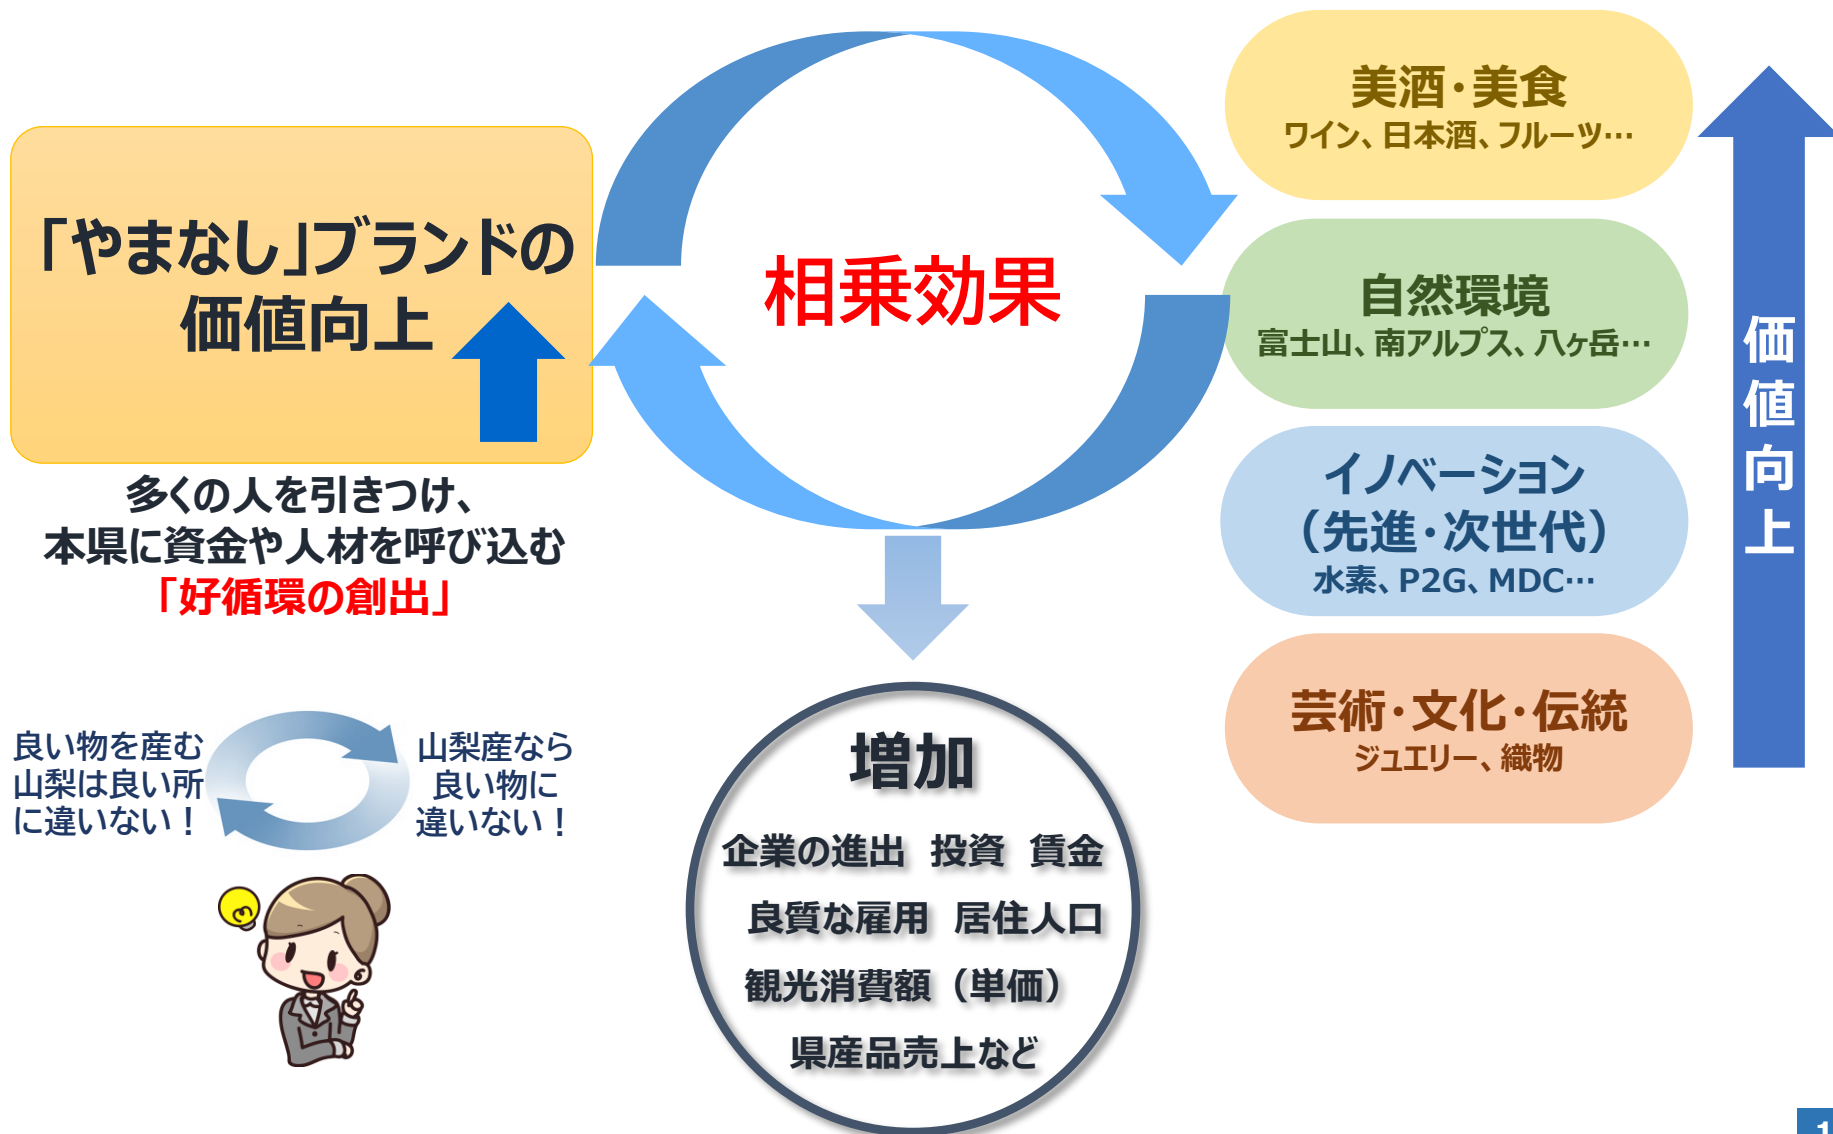 「やまなし」ブランドの
価値向上
多くの人を引きつけ、
本県に資金や人材を呼び込む
「好循環の創出」
良い物を産む
山梨は良い所
に違いない！
山梨産なら
良い物に
違いない！
相乗効果
増加
企業の進出 投資 賃金
良質な雇用 居住人口
観光消費額（単価）
県産品売上など
美酒・美食
ワイン、日本酒、フルーツ…
自然環境
富士山、南アルプス、八ヶ岳…
イノベーション
（先進・次世代）
水素、P2G、MDC…
芸術・文化・伝統
ジュエリー、織物
価値向上
1